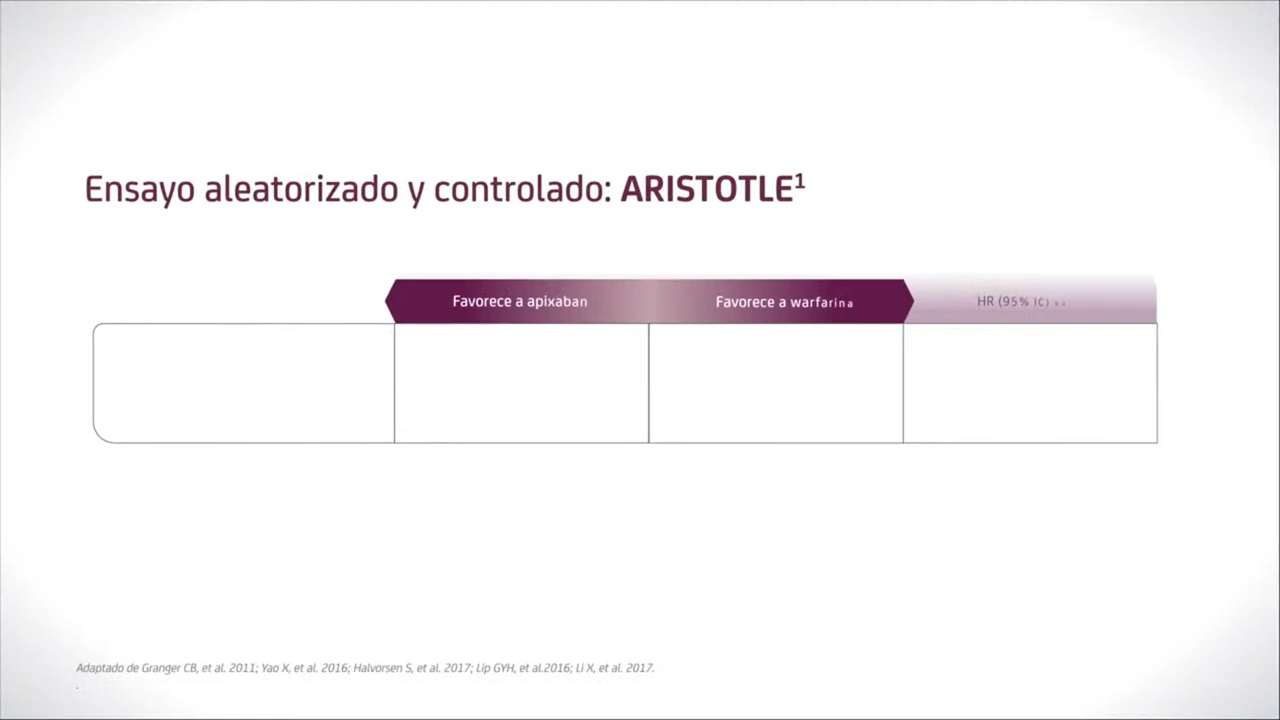 Ensayo aleatorizado y controlado: ARISTOTLE¹
Favorece a apixaban
Favorece a warfarina
HR (95% IC)
Adaptado de Granger CB, et al. 2011; Yao X, et al. 2016; Halvorsen S, et al. 2017; Lip GYH, et al.2016; Li X, et al. 2017.
.